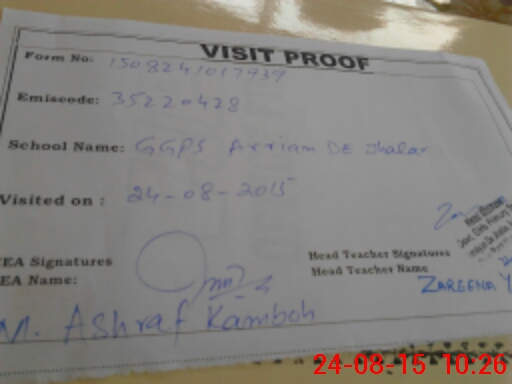 VISIT PROOF
Form No: 1508241017939
Emiscode: 35220428
School Name: GGPS Arriam DE Jhalar
Visited on : 24-08-2015
EA Signatures
Head Teacher Signatures
EA Name:
Head Teacher Name
ZAREENA Y
M. Ashraf Kamboh
24-08-15 10:26